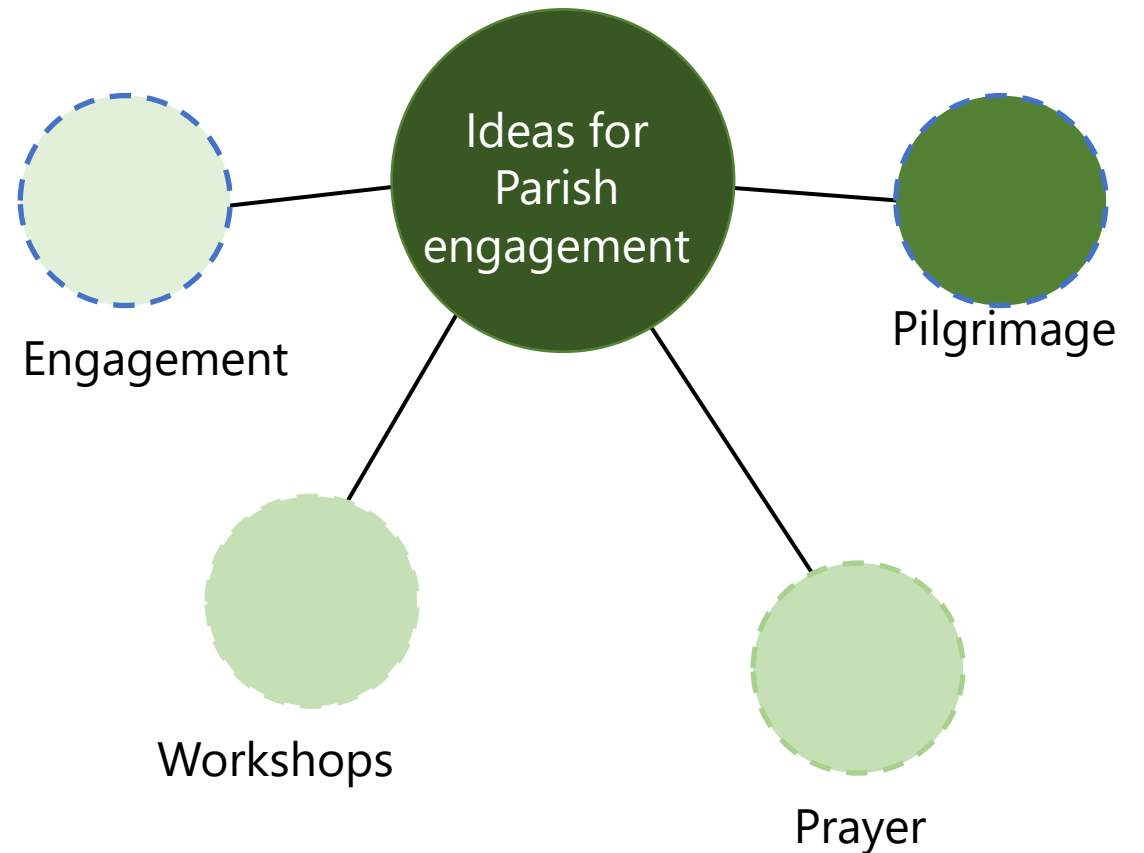 Ideas for
Parish
engagement
Pilgrimage
Engagement
Workshops
Prayer